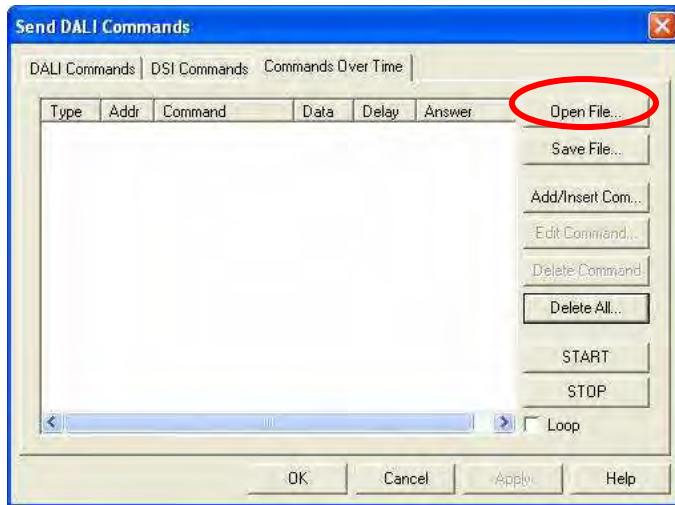 Send DALI Commands
DALI Commands DSI Commands Commands Over Time
Type Addr Command Data Delay Answer
Open File...
Save File...
Add/Insert Com...
Edit Command...
Delete Command
Delete All...
START
STOP
Loop
OK Cancel Apply Help